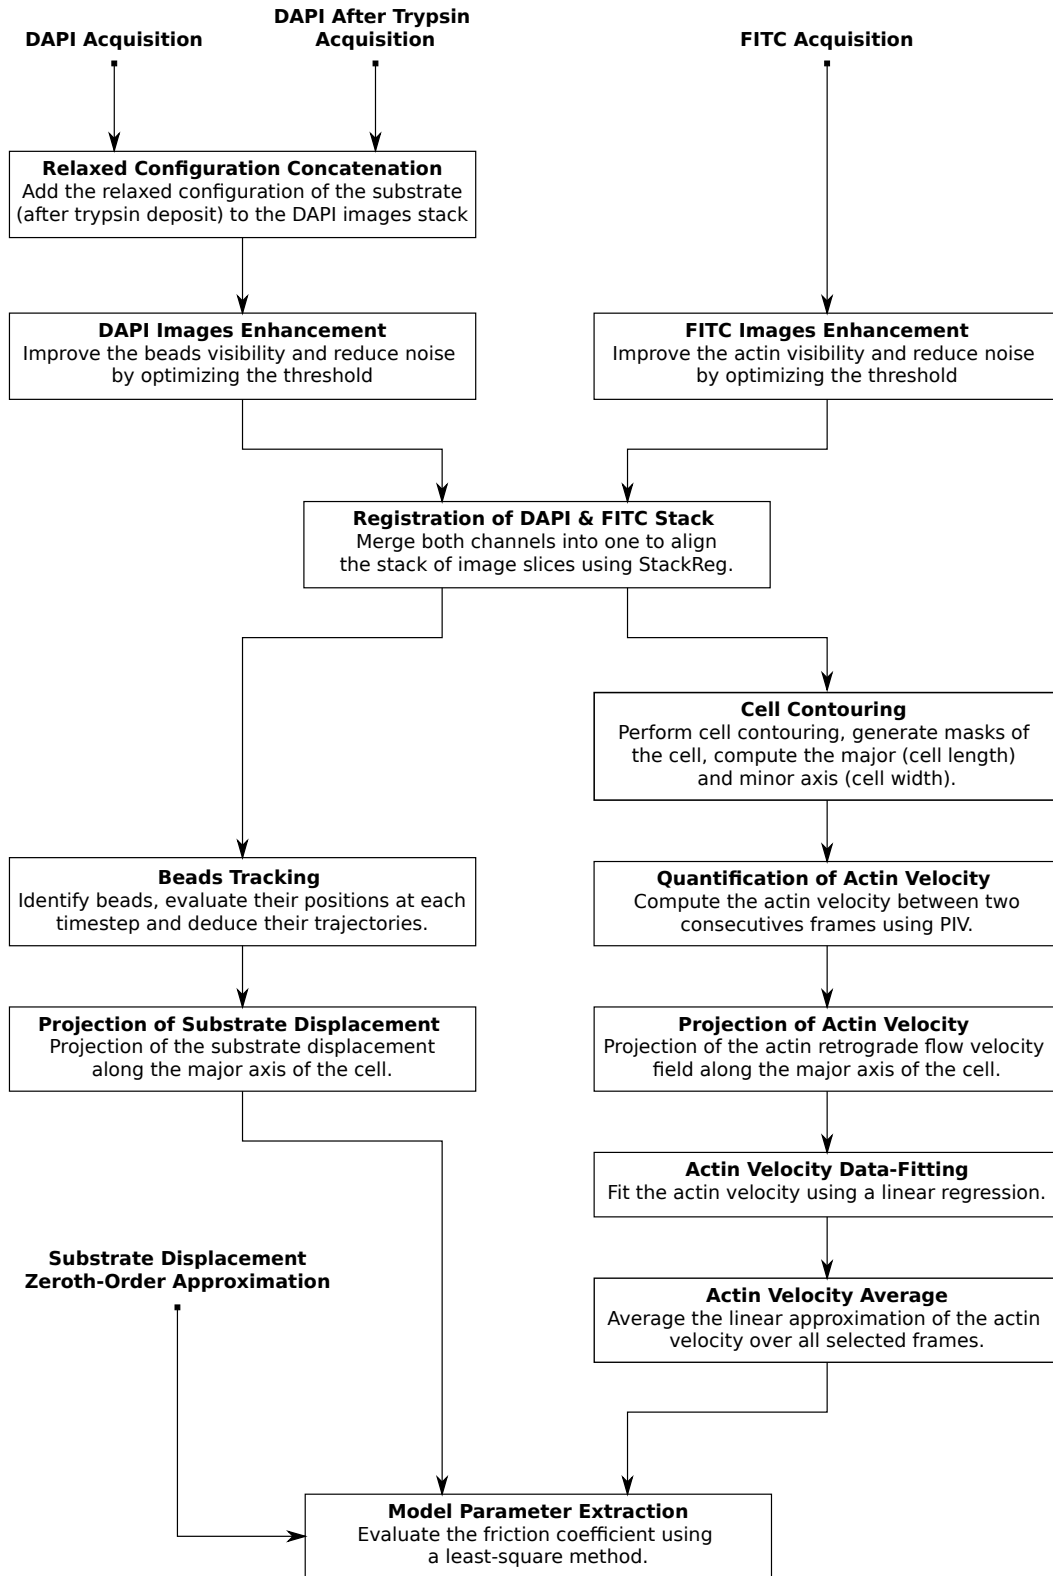 DAPI Acquisition
DAPI After Trypsin
Acquisition
FITC Acquisition
Relaxed Configuration Concatenation
Add the relaxed configuration of the substrate
(after trypsin deposit) to the DAPI images stack
DAPI Images Enhancement
Improve the beads visibility and reduce noise
by optimizing the threshold
FITC Images Enhancement
Improve the actin visibility and reduce noise
by optimizing the threshold
Registration of DAPI & FITC Stack
Merge both channels into one to align
the stack of image slices using StackReg.
Cell Contouring
Perform cell contouring, generate masks of
the cell, compute the major (cell length)
and minor axis (cell width).
Beads Tracking
Identify beads, evaluate their positions at each
timestep and deduce their trajectories.
Quantification of Actin Velocity
Compute the actin velocity between two
consecutives frames using PIV.
Projection of Substrate Displacement
Projection of the substrate displacement
along the major axis of the cell.
Projection of Actin Velocity
Projection of the actin retrograde flow velocity
field along the major axis of the cell.
Actin Velocity Data-Fitting
Fit the actin velocity using a linear regression.
Substrate Displacement
Zeroth-Order Approximation
Actin Velocity Average
Average the linear approximation of the actin
velocity over all selected frames.
Model Parameter Extraction
Evaluate the friction coefficient using
a least-square method.